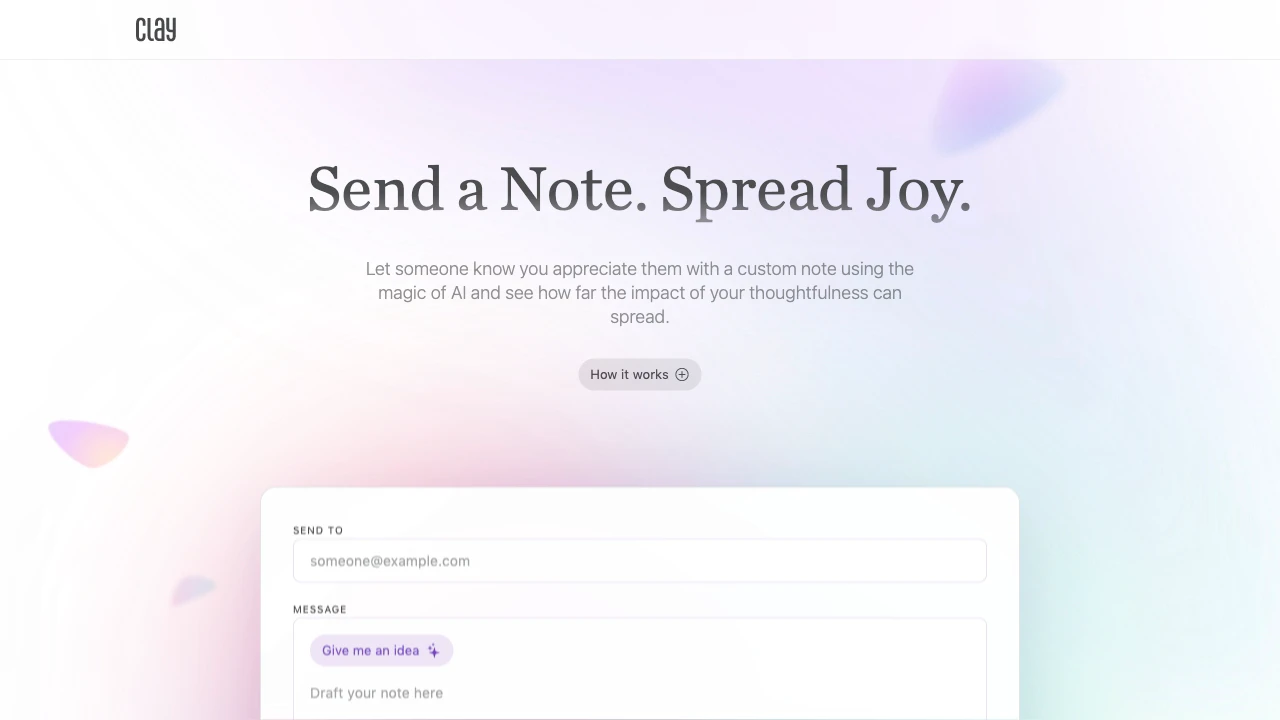 clay
Send a Note. Spread Joy.
Let someone know you appreciate them with a custom note using the
magic of AI and see how far the impact of your thoughtfulness can
spread.
How it works
SEND TO
someone@example.com
MESSAGE
Give me an idea
Draft your note here